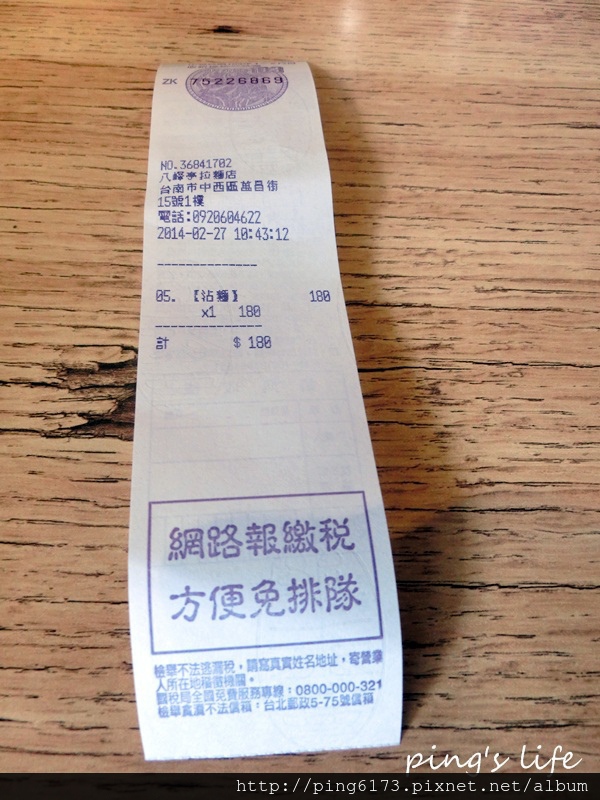 ZK 75226869
NO.36841702
八峰亭拉麵店
台南市中西區萬昌街
15號1樓
電話:0920604622
2014-02-27 10:43:12
--------------
05. 【沾麵】 180
x1 180
--------------
計 $ 180
網路報繳稅
方便免排隊
檢舉不法逃漏稅，請寫真實姓名地址，寄營業
人所在地稽徵機關。
國稅局全國免費服務專線：0800-000-321
檢舉貪瀆不法信箱：台北郵政5-75號信箱
ping's life
http://ping6173.pixnet.net/album